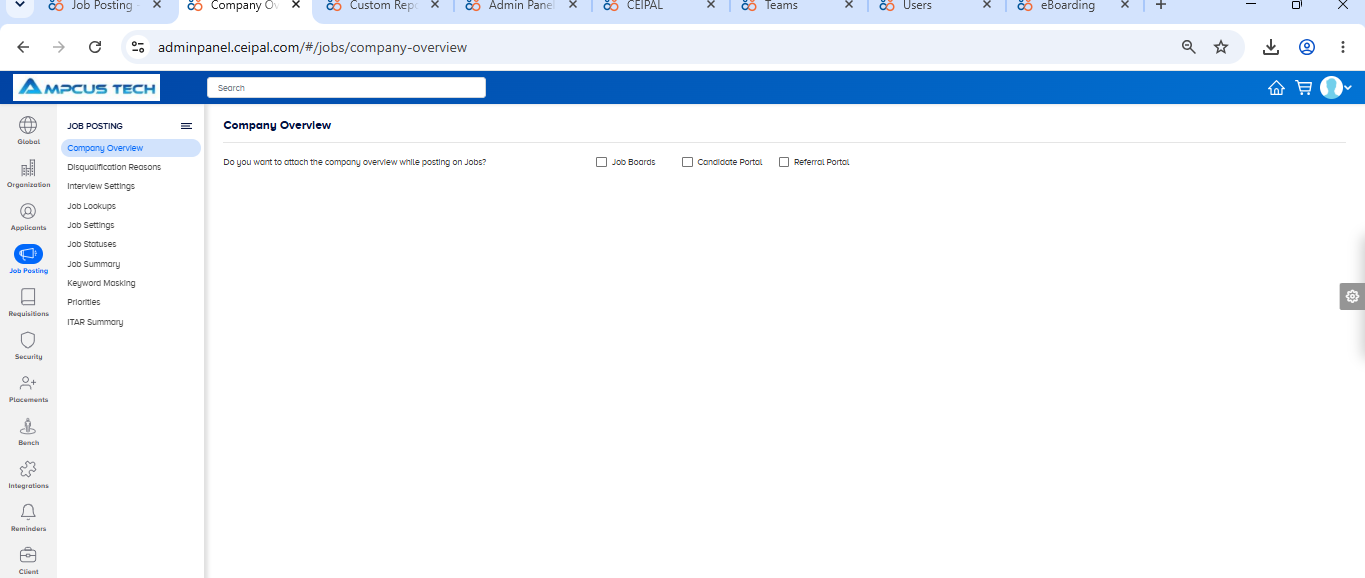 Job Posting - Company Ov Custom Repo Admin Panel CEIPAL Teams Users eBoarding
adminpanel.ceipal.com/#/jobs/company-overview
AMPCUS TECH
Search
Global
Organization
Applicants
Job Posting
Requisitions
Security
Placements
Bench
Integrations
Reminders
Client
JOB POSTING
Company Overview
Disqualification Reasons
Interview Settings
Job Lookups
Job Settings
Job Statuses
Job Summary
Keyword Masking
Priorities
ITAR Summary
Company Overview
Do you want to attach the company overview while posting on Jobs? Job Boards Candidate Portal Referral Portal